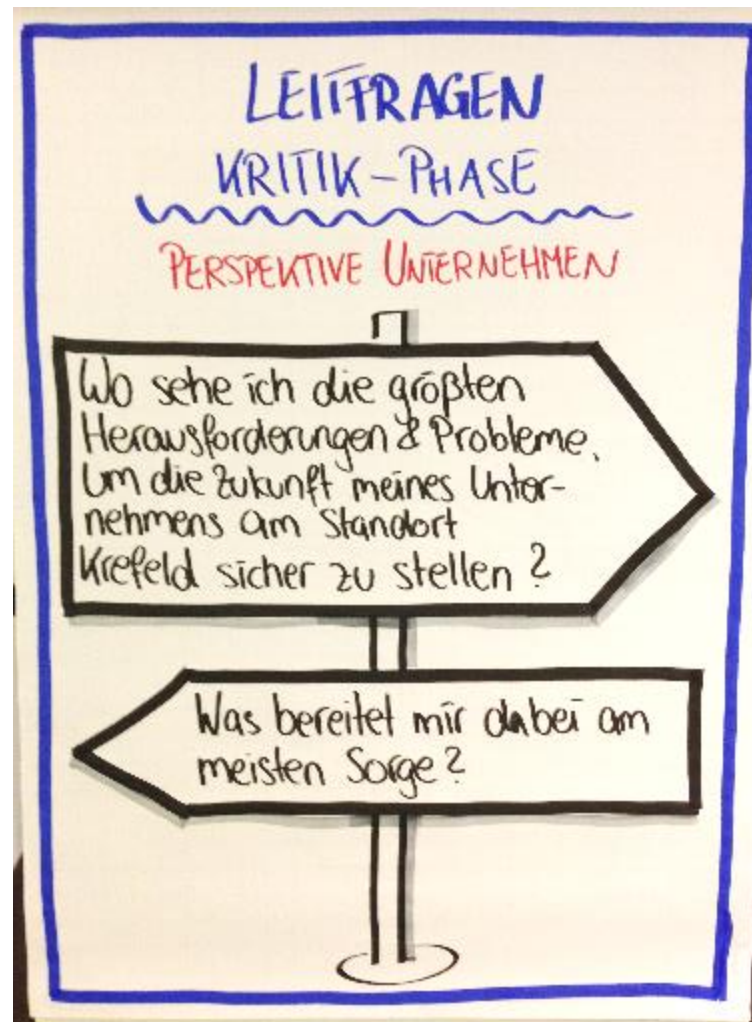 LEITFRAGEN
KRITIK-PHASE
PERSPEKTIVE UNTERNEHMEN
Wo sehe ich die größten
Herausforderungen & Probleme,
um die Zukunft meines Unter-
nehmens am Standort
Krefeld sicher zu stellen?
Was bereitet mir dabei am
meisten Sorge?